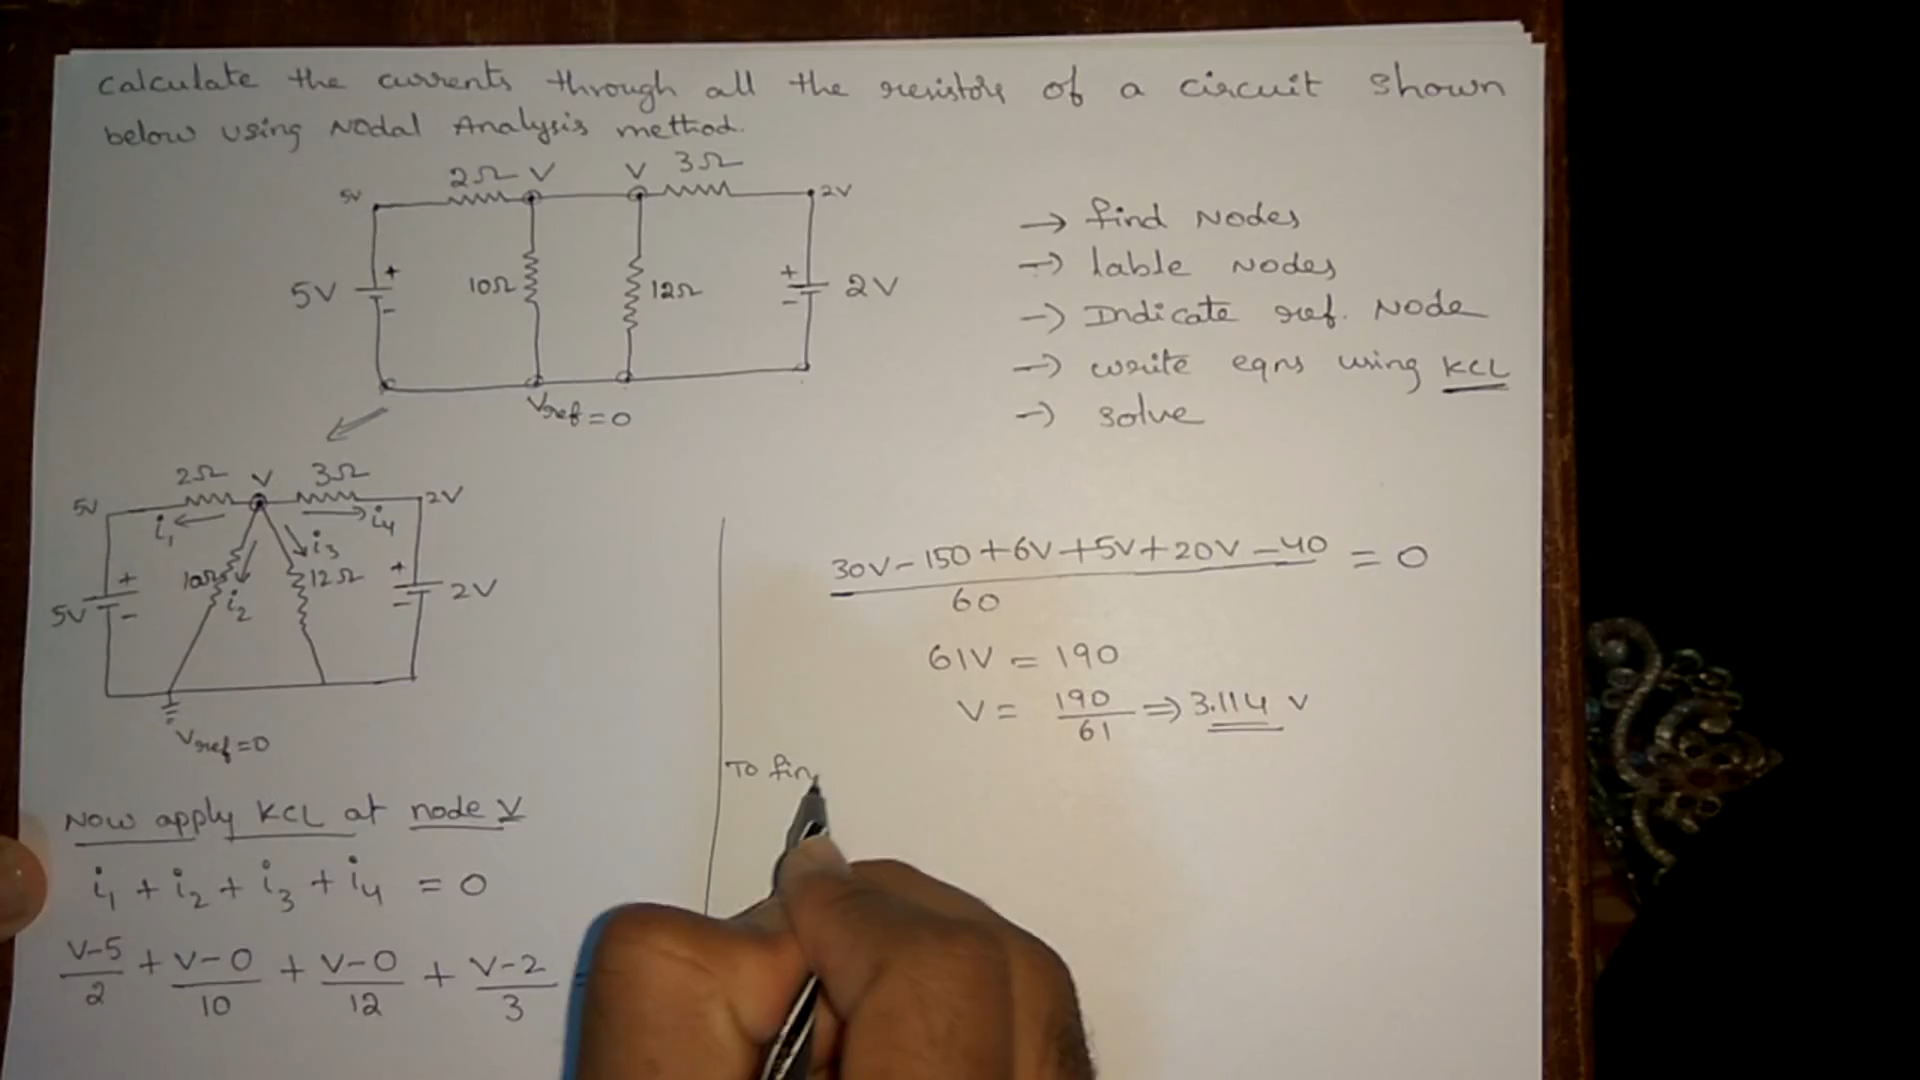 Calculate the currents through all the resistors of a circuit shown
below using Nodal Analysis method.
5V 2Ω V V 3Ω 2V
5V + - 10Ω 12Ω + - 2V
Vref = 0
→ find Nodes
→ lable Nodes
→ Indicate ref. Node
→ write eqns using KCL
→ solve
5V 2Ω V 3Ω 2V
i1 i3 i4
5V + - 10Ω i2 12Ω + - 2V
Vref = 0
Now apply KCL at node V
i1 + i2 + i3 + i4 = 0
V-5/2 + V-0/10 + V-0/12 + V-2/3
30V - 150 + 6V + 5V + 20V - 40 / 60 = 0
61V = 190
V = 190/61 ⇒ 3.114 V
To fin